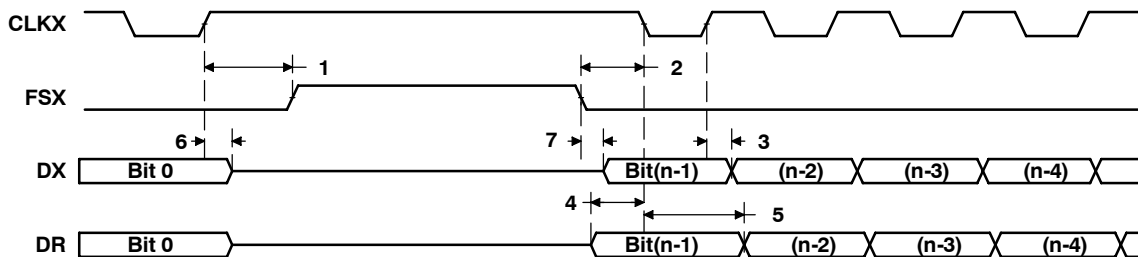 CLKX
1 2
FSX
6 7 3
DX Bit 0 Bit(n-1) (n-2) (n-3) (n-4)
4 5
DR Bit 0 Bit(n-1) (n-2) (n-3) (n-4)